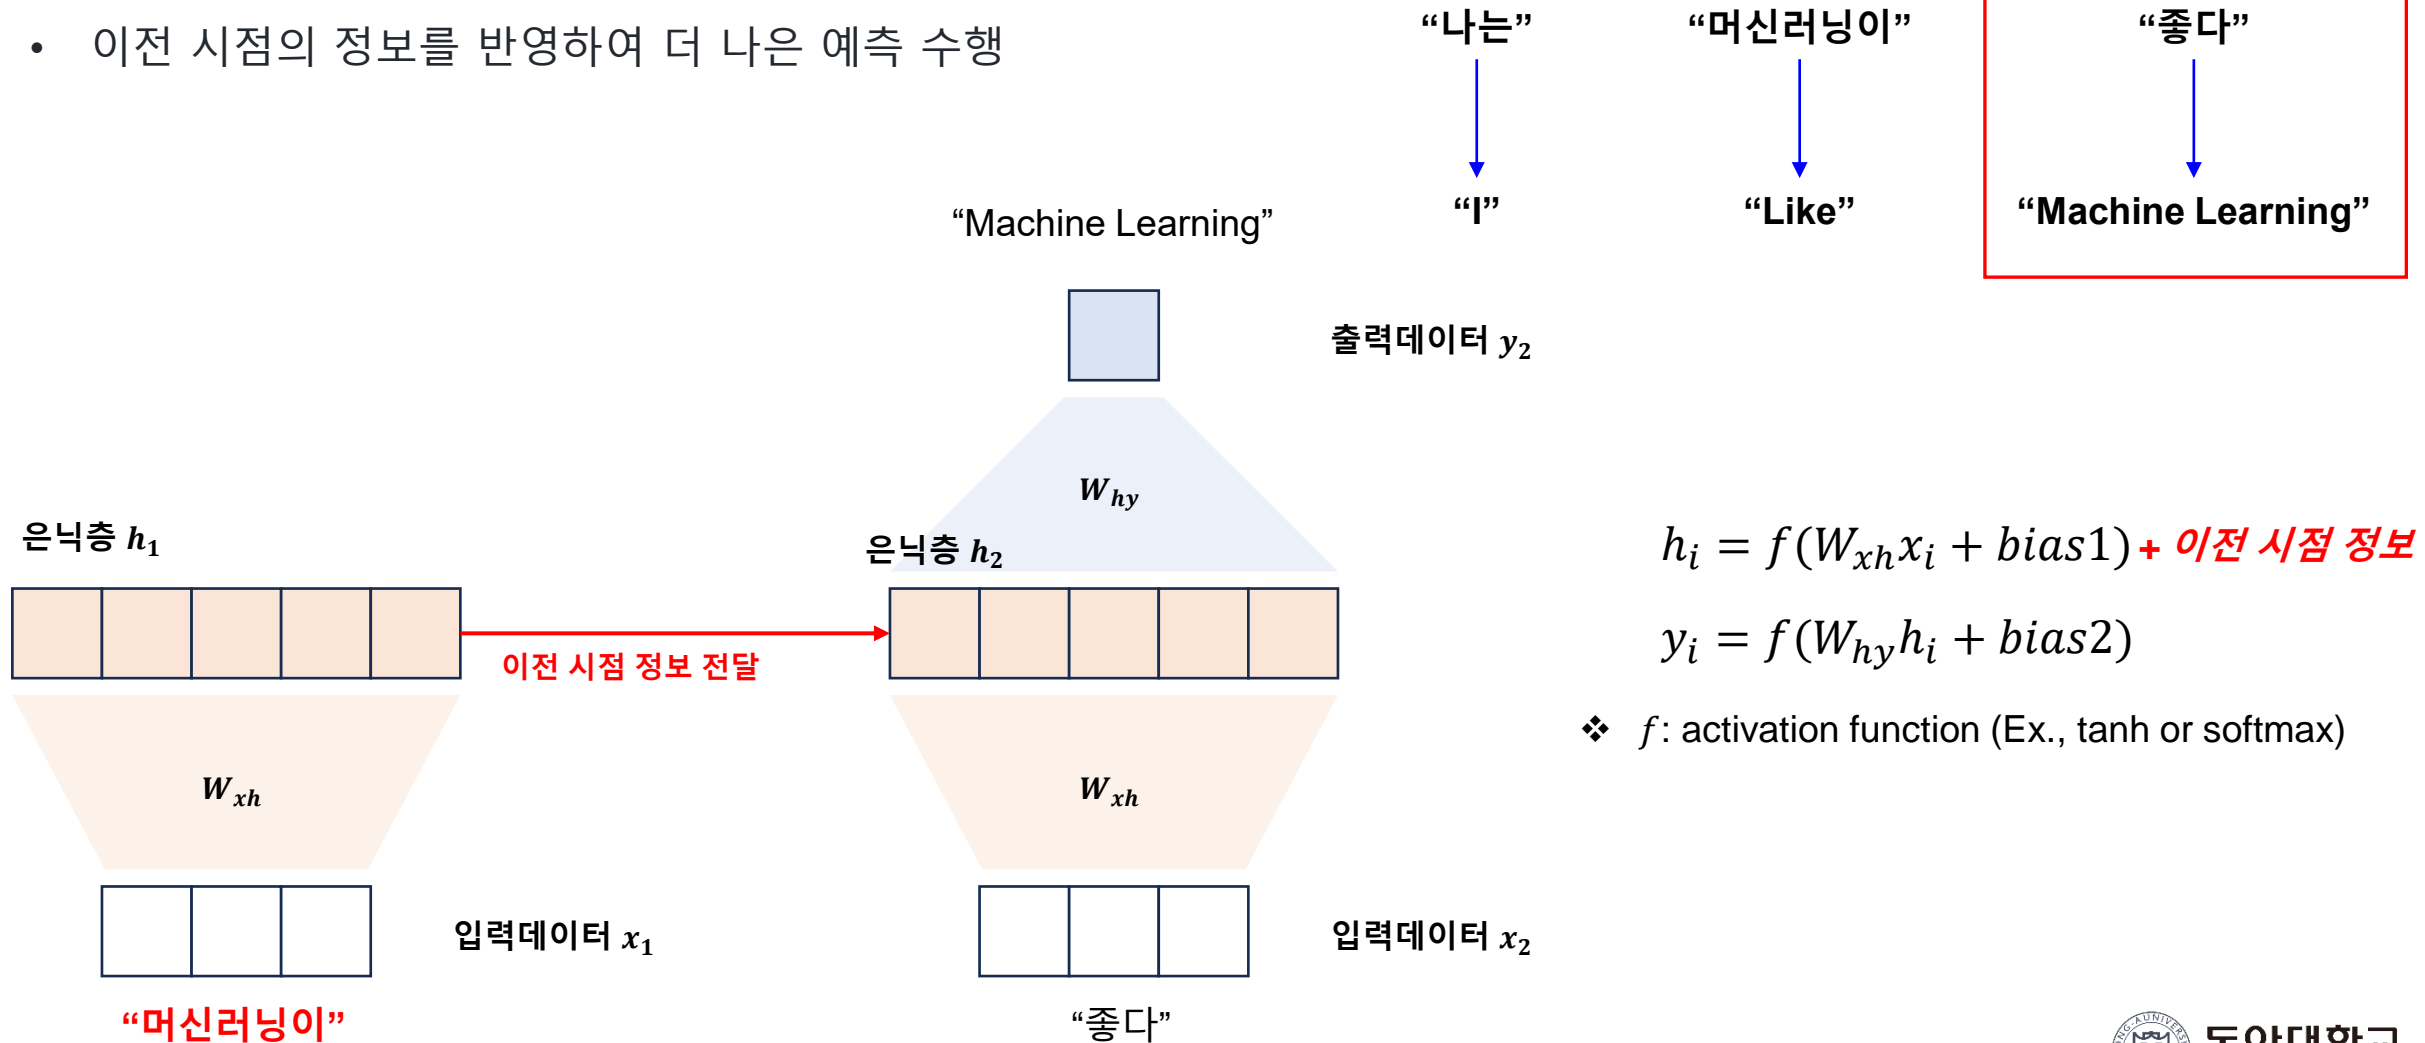 • 이전 시점의 정보를 반영하여 더 나은 예측 수행
“나는” “머신러닝이” “좋다”
“I” “Like” “Machine Learning”
“Machine Learning”
출력데이터 y₂
W_hy
은닉층 h₁
은닉층 h₂
h_i = f(W_xh x_i + bias1) + 이전 시점 정보
y_i = f(W_hy h_i + bias2)
이전 시점 정보 전달
❖ f: activation function (Ex., tanh or softmax)
W_xh
W_xh
입력데이터 x₁
입력데이터 x₂
“머신러닝이”
“좋다”